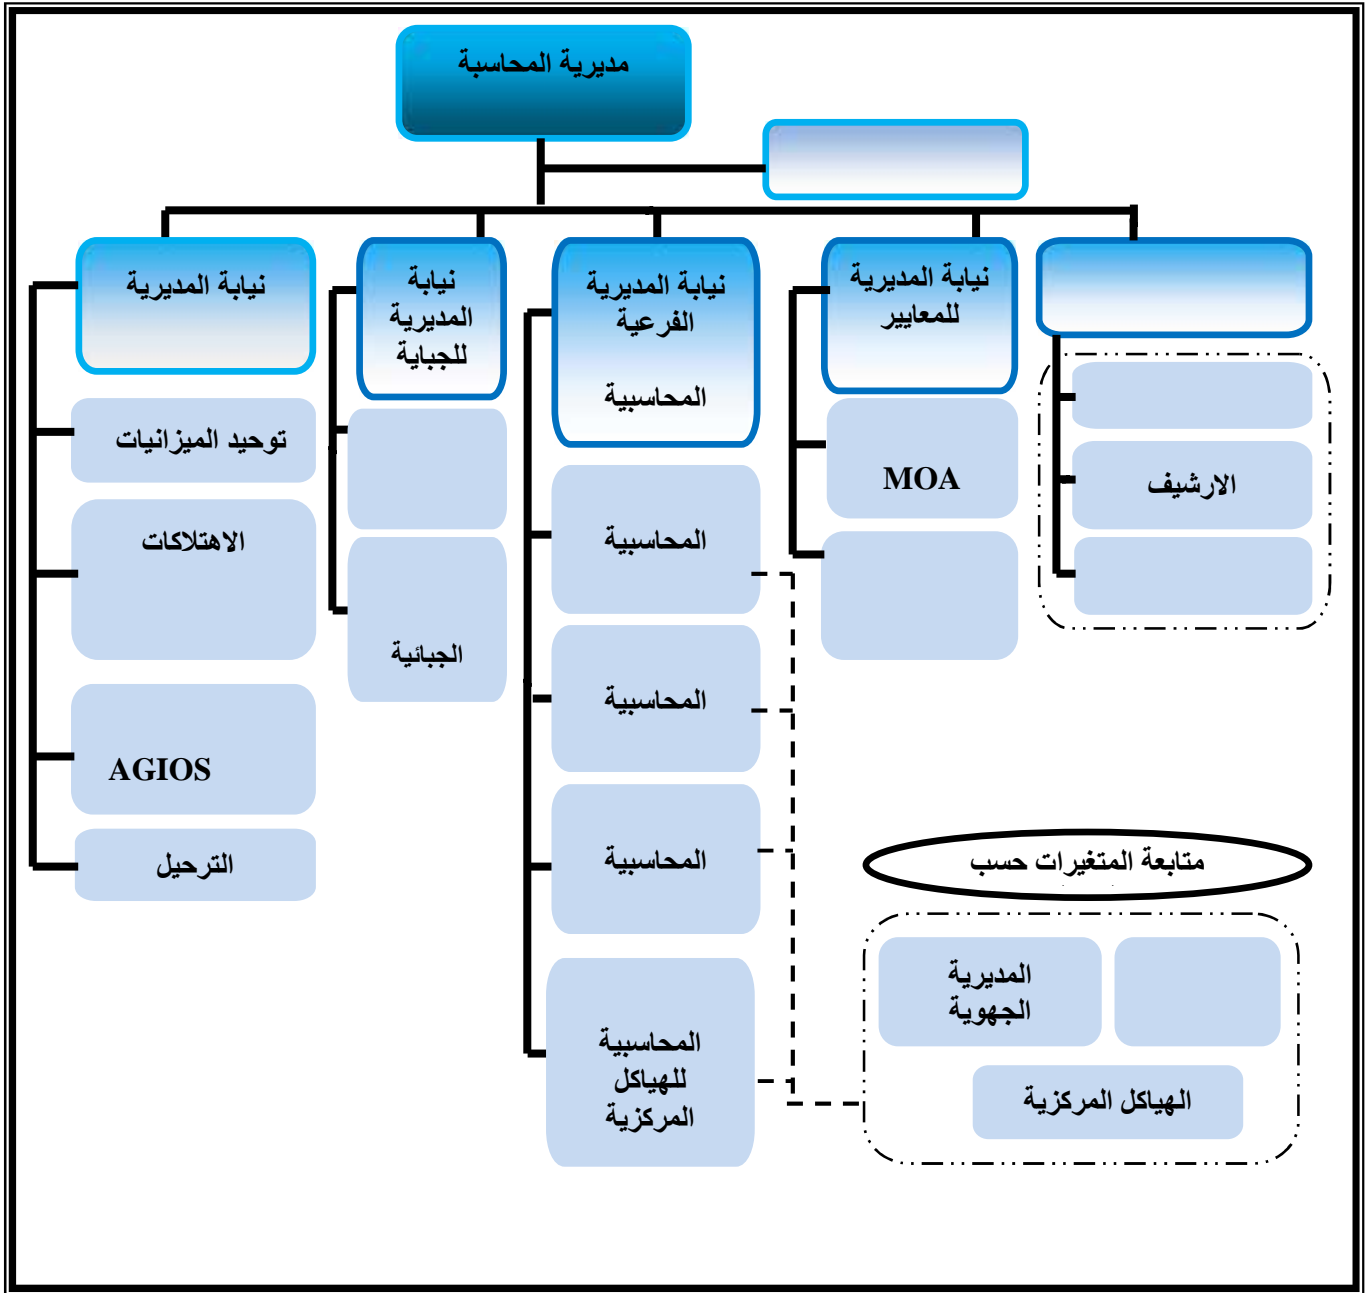 مديرية المحاسبة
نيابة المديرية
للمعايير
نيابة المديرية
الفرعية
المحاسبية
نيابة
المديرية
للجباية
نيابة المديرية
MOA
الارشيف
المحاسبية
المحاسبية
المحاسبية
المحاسبية
للهياكل
المركزية
الجبائية
توحيد الميزانيات
الاهتلاكات
AGIOS
الترحيل
متابعة المتغيرات حسب
المديرية
الجهوية
الهياكل المركزية